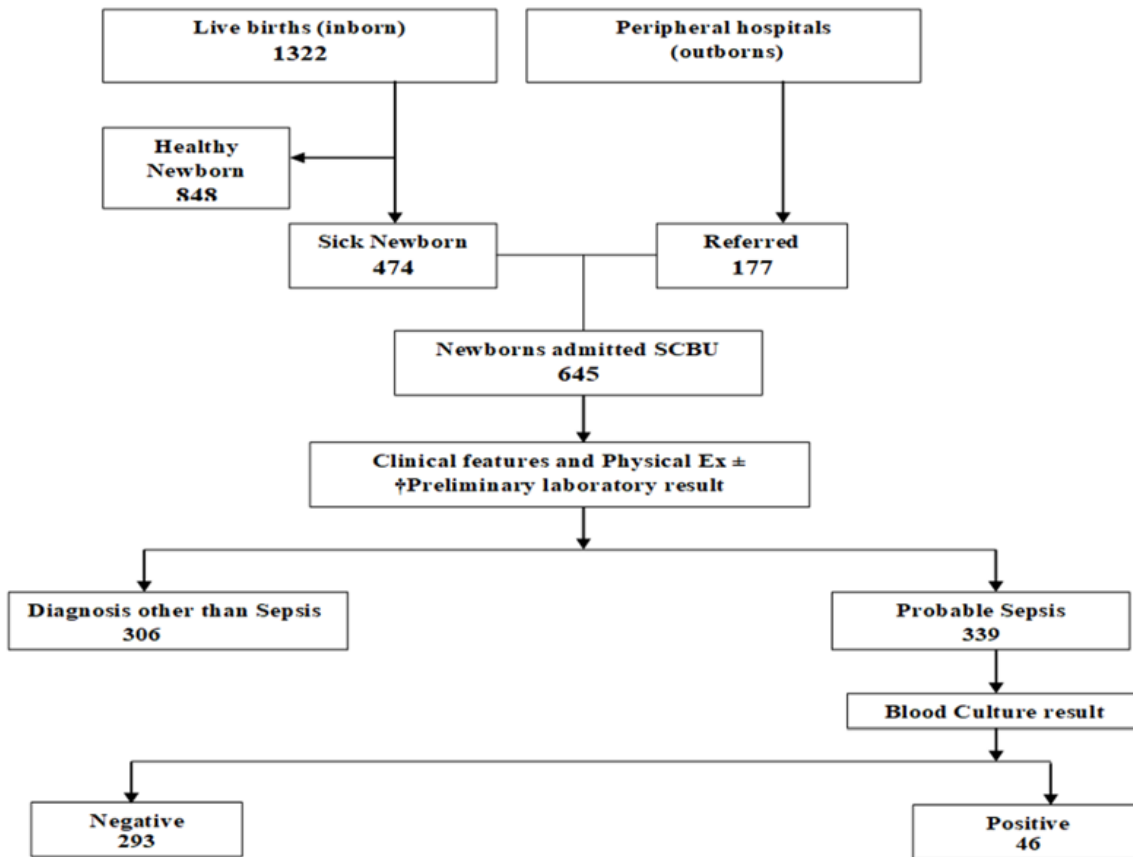 Live births (inborn)
1322
Peripheral hospitals
(outborns)
Healthy
Newborn
848
Sick Newborn
474
Referred
177
Newborns admitted SCBU
645
Clinical features and Physical Ex ±
†Preliminary laboratory result
Diagnosis other than Sepsis
306
Probable Sepsis
339
Blood Culture result
Negative
293
Positive
46